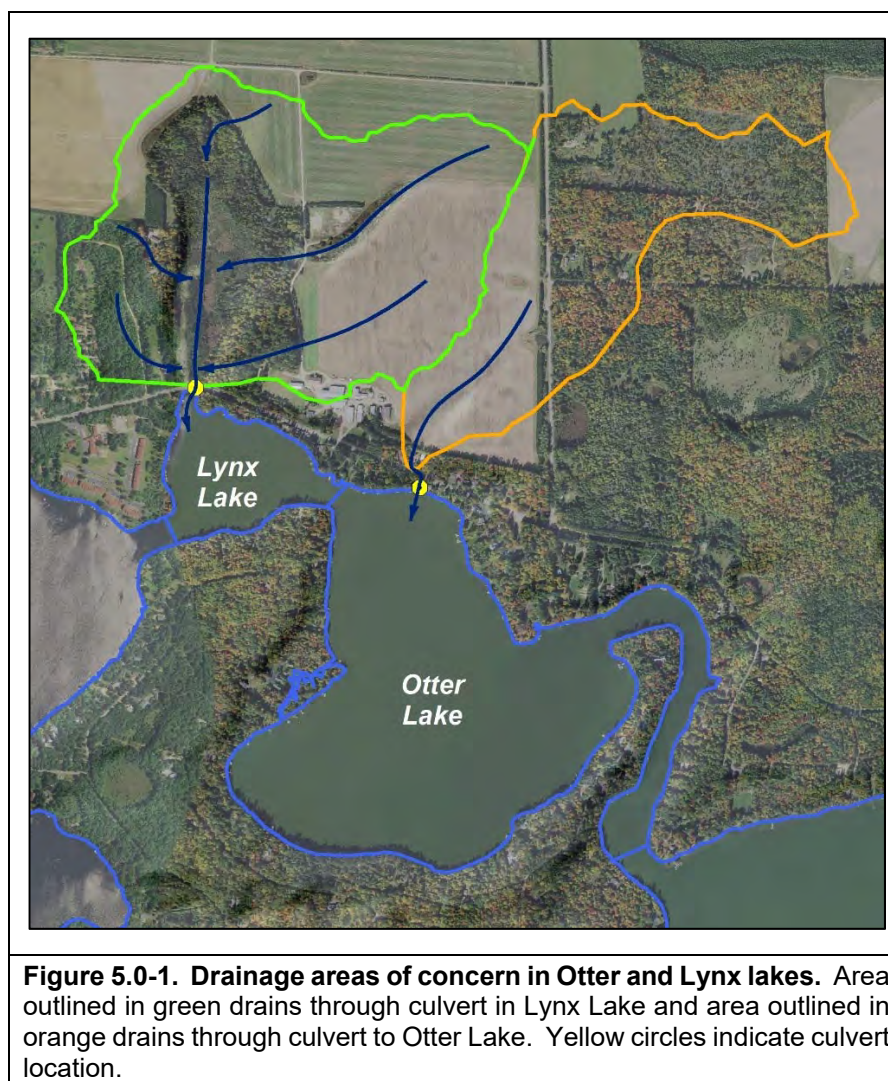 Lynx
Lake
Otter
Lake
Figure 5.0-1. Drainage areas of concern in Otter and Lynx lakes. Area
outlined in green drains through culvert in Lynx Lake and area outlined in
orange drains through culvert to Otter Lake. Yellow circles indicate culvert
location.